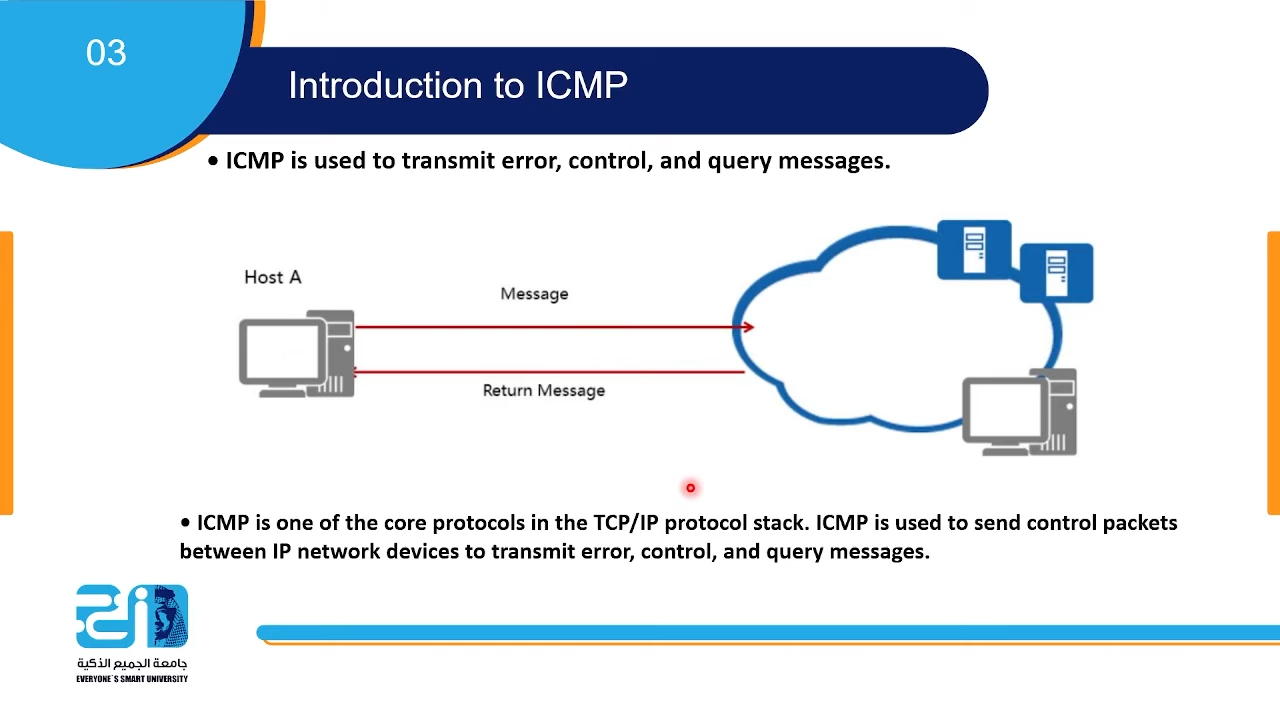 03
Introduction to ICMP
• ICMP is used to transmit error, control, and query messages.
Host A
Message
Return Message
• ICMP is one of the core protocols in the TCP/IP protocol stack. ICMP is used to send control packets
between IP network devices to transmit error, control, and query messages.
جامعة الجميع الذكية
EVERYONE`S SMART UNIVERSITY